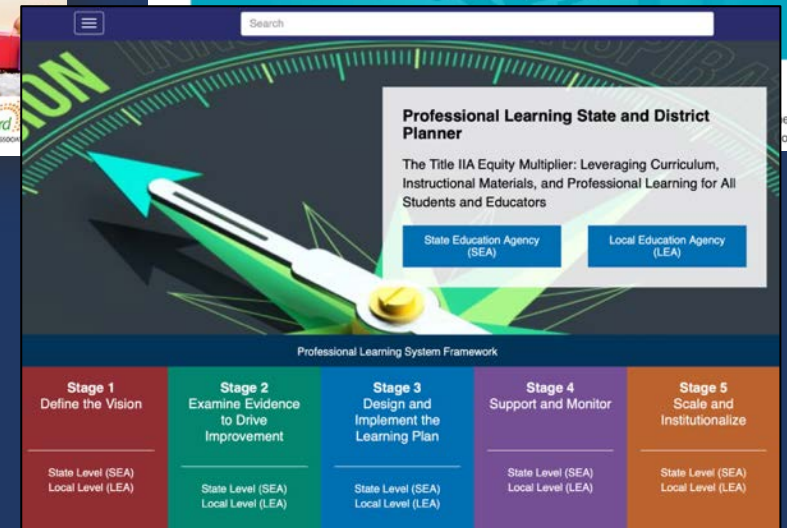 Search
VISION
Professional Learning State and District
Planner
The Title IIA Equity Multiplier: Leveraging Curriculum,
Instructional Materials, and Professional Learning for All
Students and Educators
State Education Agency
(SEA)
Local Education Agency
(LEA)
Professional Learning System Framework
Stage 1
Define the Vision
State Level (SEA)
Local Level (LEA)
Stage 2
Examine Evidence
to Drive
Improvement
State Level (SEA)
Local Level (LEA)
Stage 3
Design and
Implement the
Learning Plan
State Level (SEA)
Local Level (LEA)
Stage 4
Support and Monitor
State Level (SEA)
Local Level (LEA)
Stage 5
Scale and
Institutionalize
State Level (SEA)
Local Level (LEA)